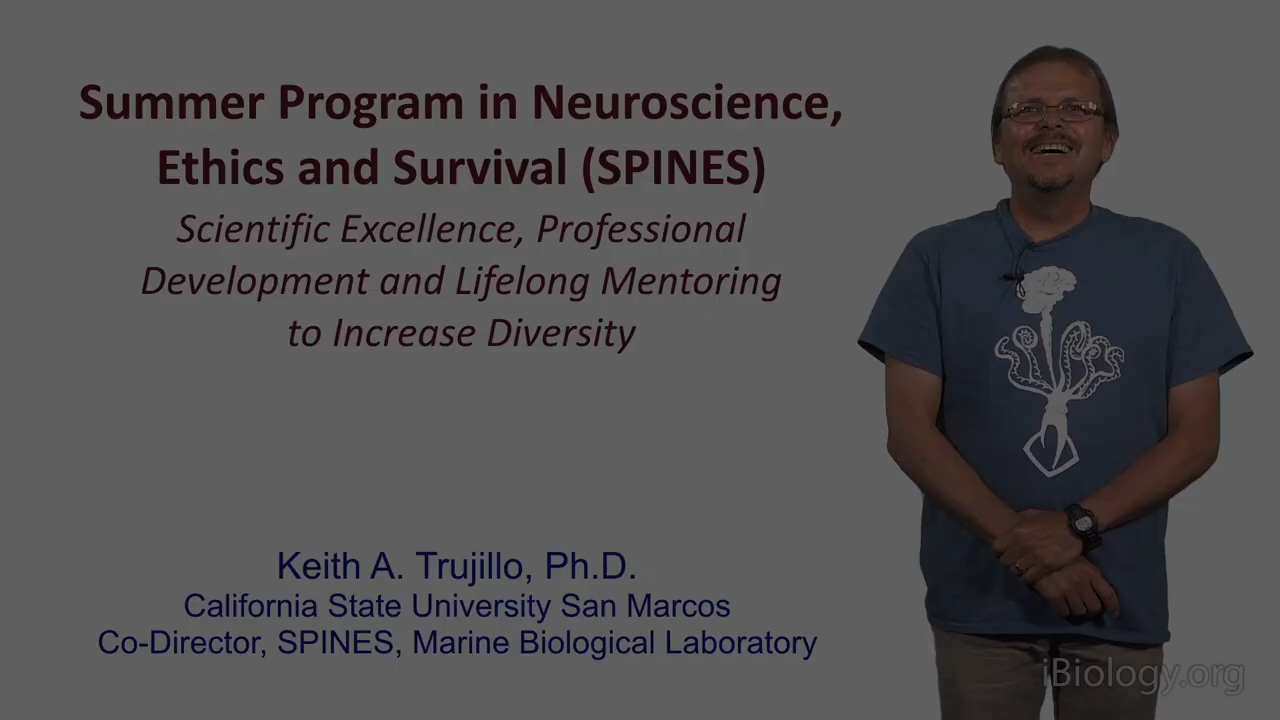 Summer Program in Neuroscience,
Ethics and Survival (SPINES)
Scientific Excellence, Professional
Development and Lifelong Mentoring
to Increase Diversity
Keith A. Trujillo, Ph.D.
California State University San Marcos
Co-Director, SPINES, Marine Biological Laboratory
iBiology.org